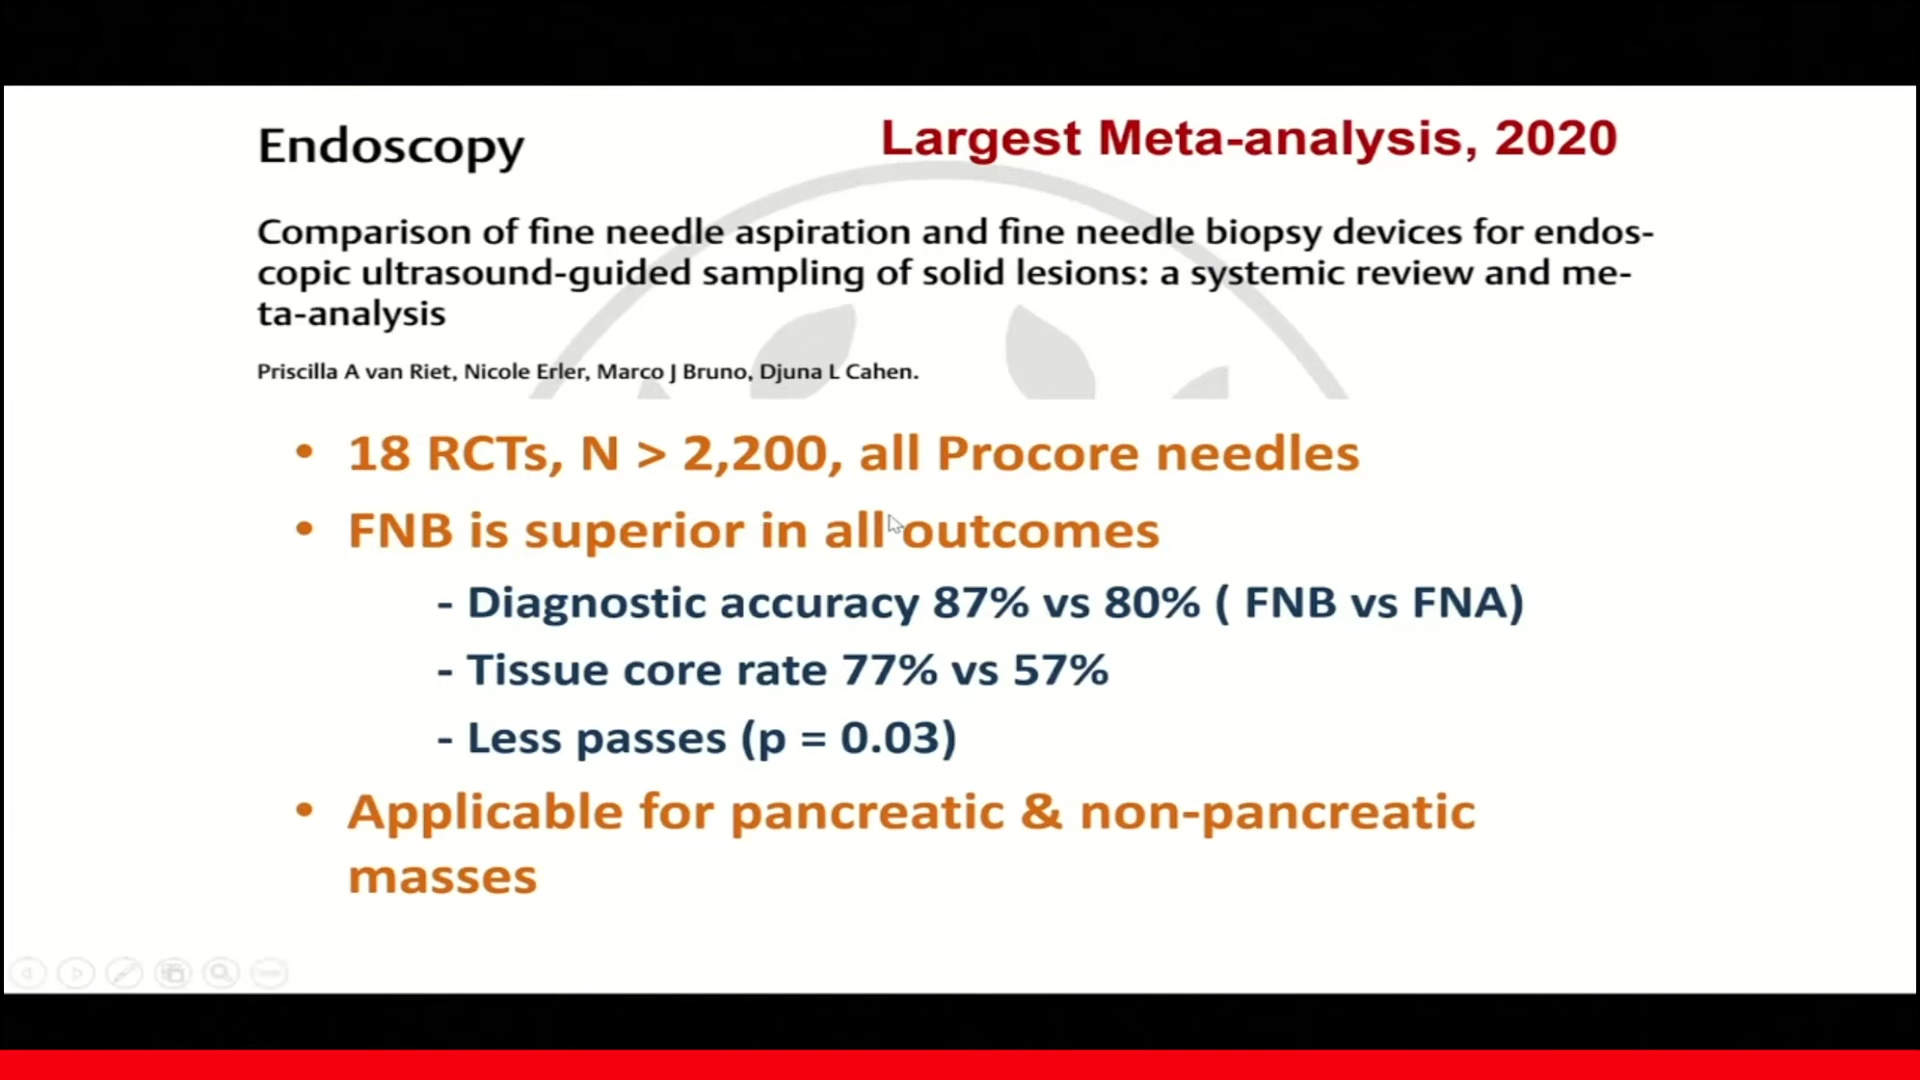 Endoscopy
Largest Meta-analysis, 2020
Comparison of fine needle aspiration and fine needle biopsy devices for endos-
copic ultrasound-guided sampling of solid lesions: a systemic review and me-
ta-analysis
Priscilla A van Riet, Nicole Erler, Marco J Bruno, Djuna L Cahen.
• 18 RCTs, N > 2,200, all Procore needles
• FNB is superior in all outcomes
- Diagnostic accuracy 87% vs 80% ( FNB vs FNA)
- Tissue core rate 77% vs 57%
- Less passes (p = 0.03)
• Applicable for pancreatic & non-pancreatic
masses